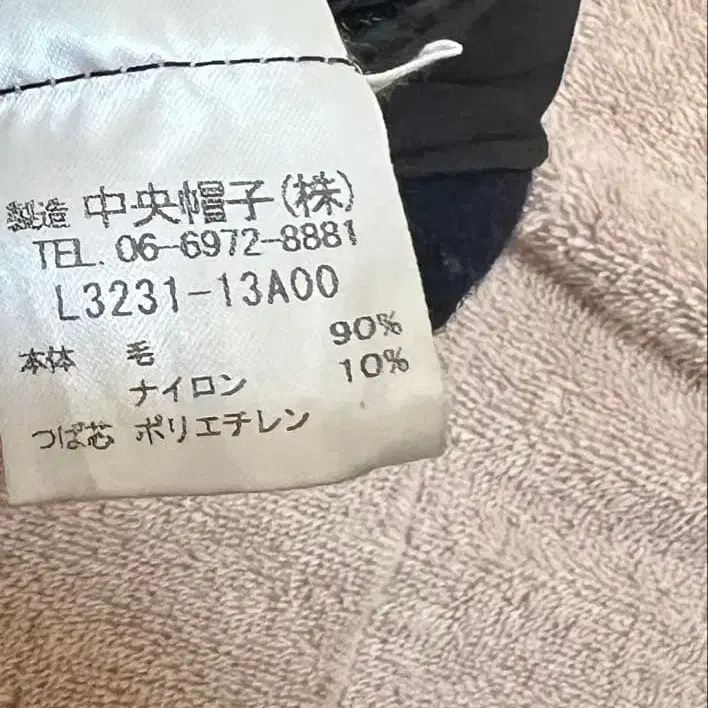 製造 中央帽子(株)
TEL. 06-6972-8881
L3231-13A00
本体 毛 90%
ナイロン 10%
つば芯 ポリエチレン